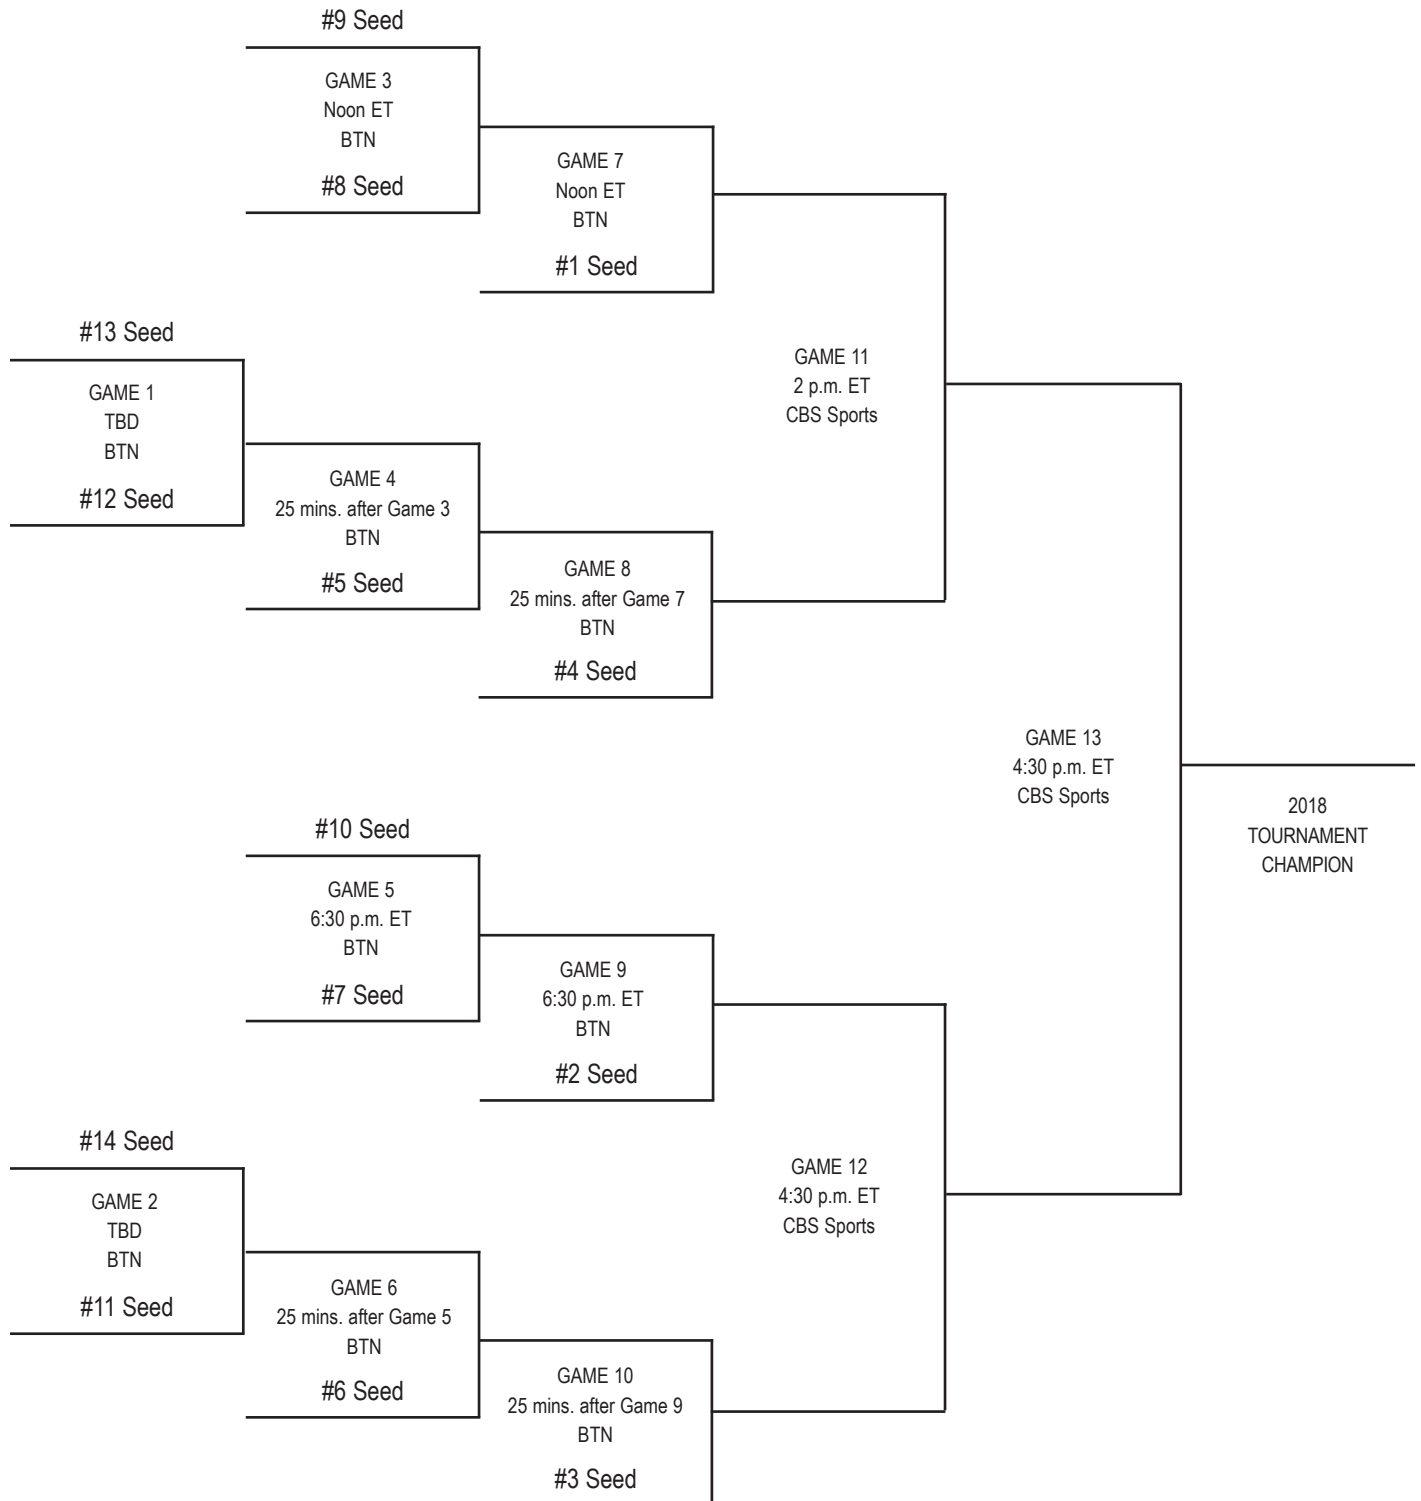 #9 Seed
GAME 3
Noon ET
BTN
#8 Seed
GAME 7
Noon ET
BTN
#1 Seed
#13 Seed
GAME 1
TBD
BTN
#12 Seed
GAME 4
25 mins. after Game 3
BTN
#5 Seed
GAME 8
25 mins. after Game 7
BTN
#4 Seed
GAME 11
2 p.m. ET
CBS Sports
#10 Seed
GAME 5
6:30 p.m. ET
BTN
#7 Seed
GAME 9
6:30 p.m. ET
BTN
#2 Seed
#14 Seed
GAME 2
TBD
BTN
#11 Seed
GAME 6
25 mins. after Game 5
BTN
#6 Seed
GAME 10
25 mins. after Game 9
BTN
#3 Seed
GAME 12
4:30 p.m. ET
CBS Sports
GAME 13
4:30 p.m. ET
CBS Sports
2018
TOURNAMENT
CHAMPION